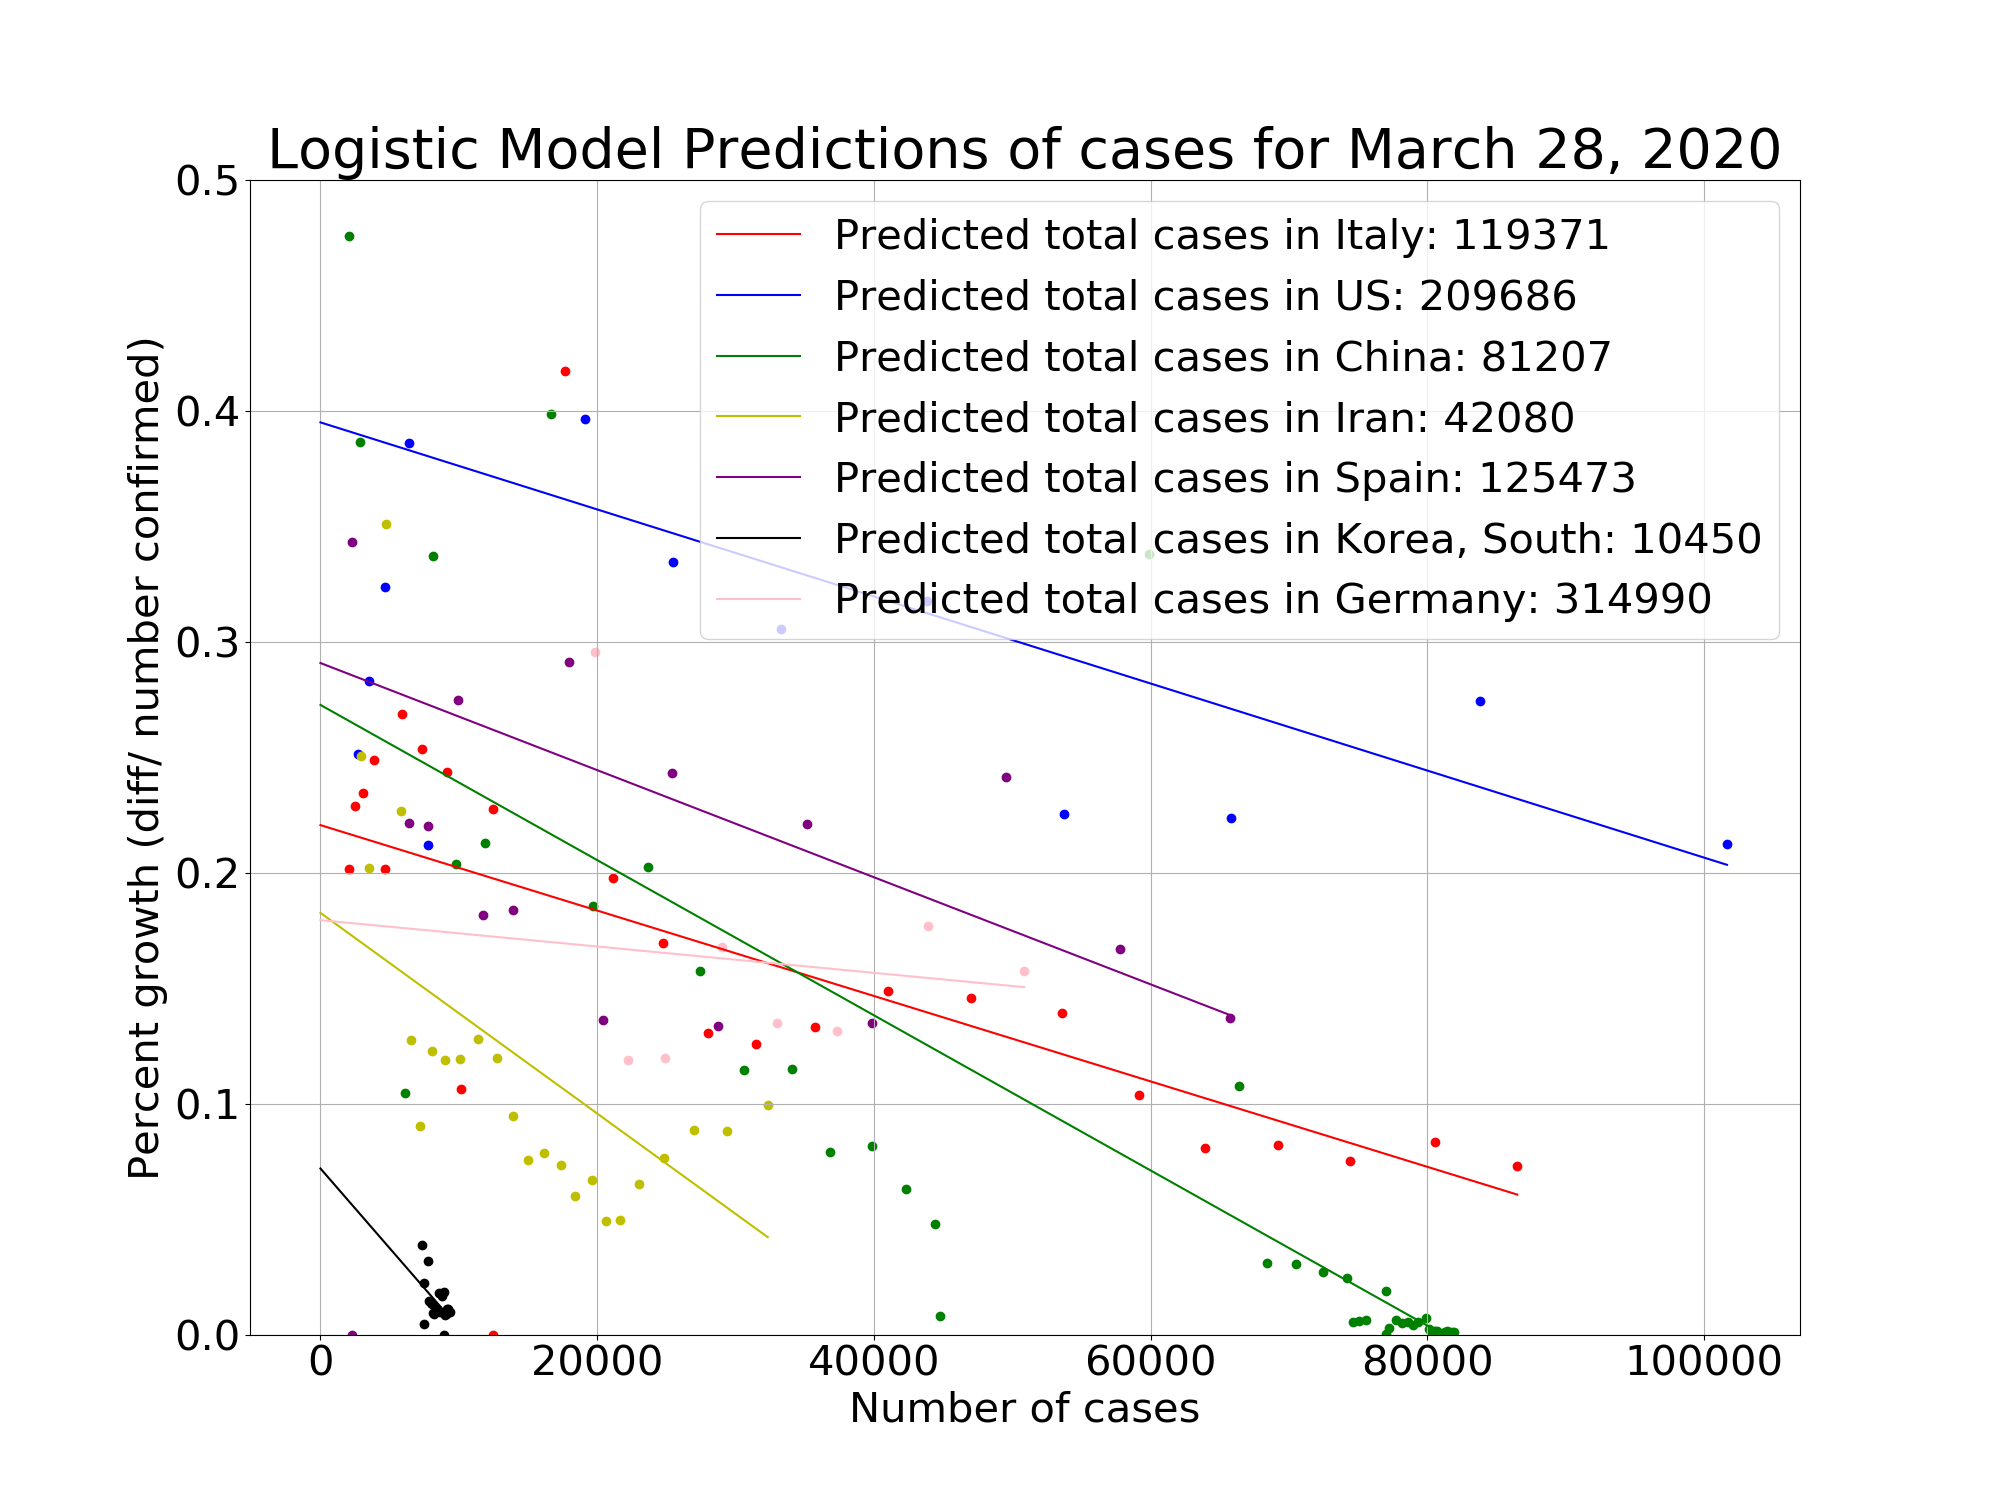 Logistic Model Predictions of cases for March 28, 2020
Predicted total cases in Italy: 119371
Predicted total cases in US: 209686
Predicted total cases in China: 81207
Predicted total cases in Iran: 42080
Predicted total cases in Spain: 125473
Predicted total cases in Korea, South: 10450
Predicted total cases in Germany: 314990
Percent growth (diff/ number confirmed)
0.5
0.4
0.3
0.2
0.1
0.0
0 20000 40000 60000 80000 100000
Number of cases